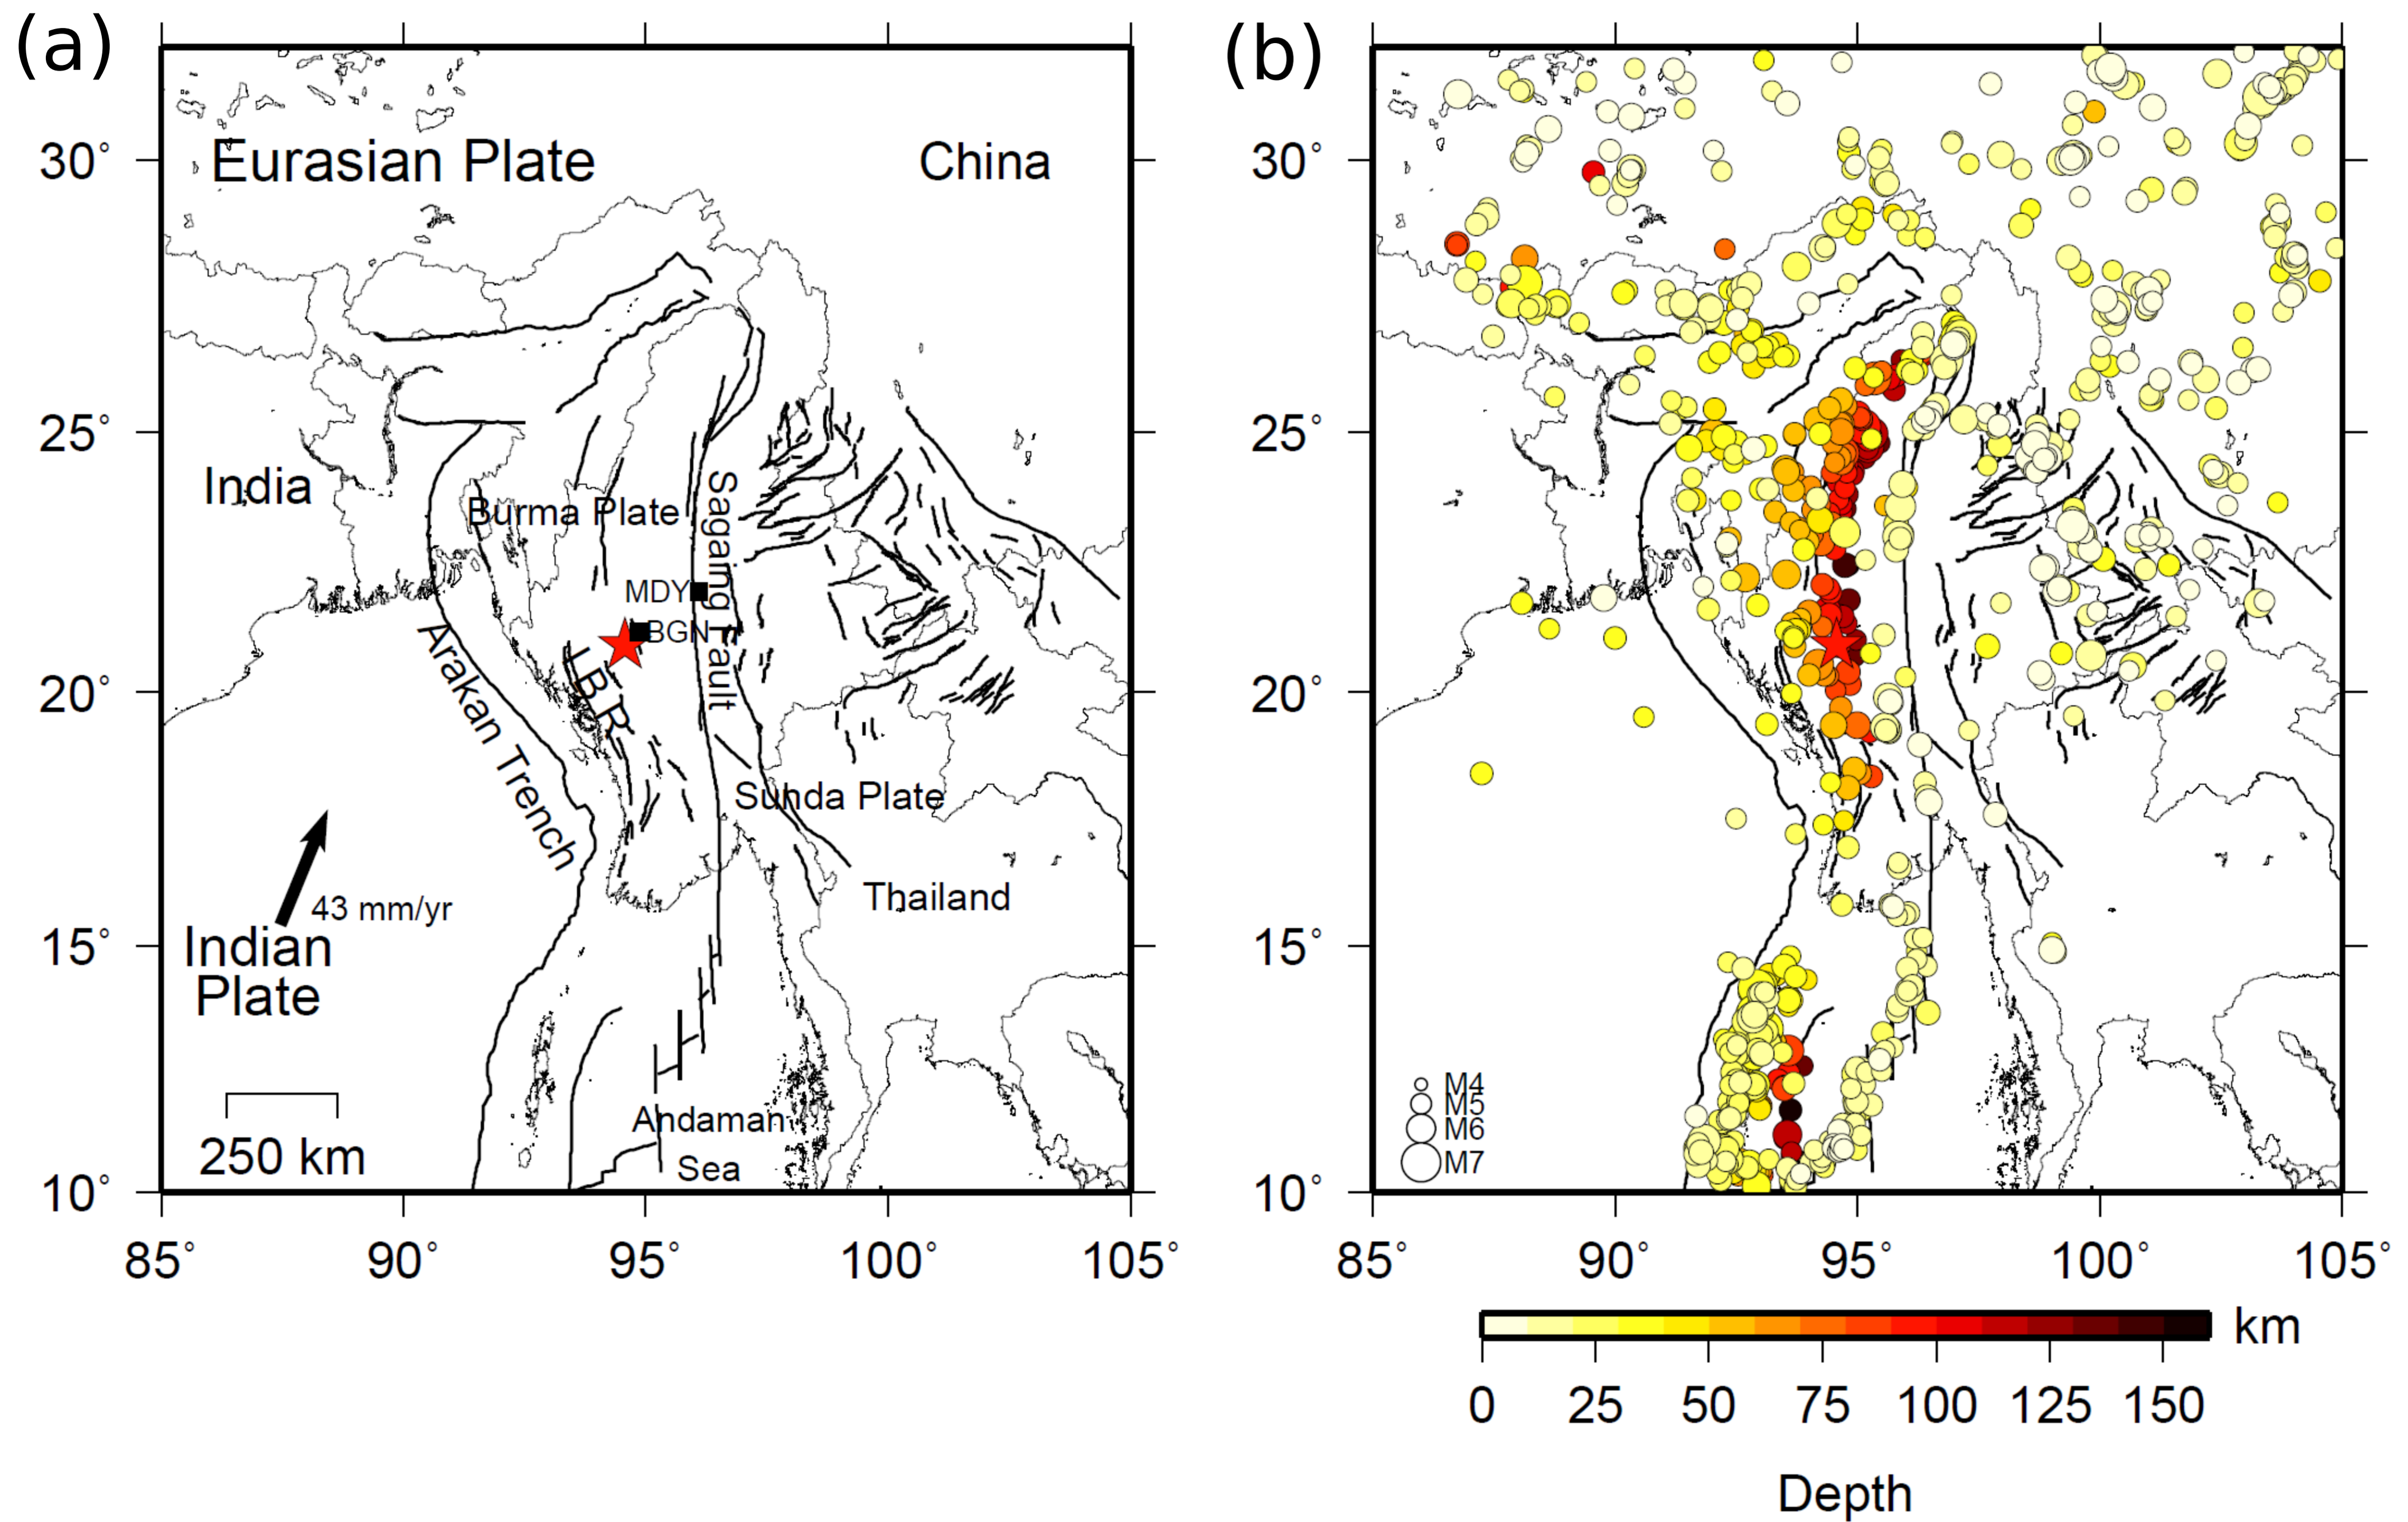 (a)
30°
25°
20°
15°
10°
85°
90°
95°
100°
105°
Eurasian Plate
China
India
Burma Plate
Sagaing Fault
MDY
BGN
Arakan Trench
IBR
Sunda Plate
43 mm/yr
Thailand
Indian
Plate
Andaman
Sea
250 km
(b)
30°
25°
20°
15°
10°
85°
90°
95°
100°
105°
M4
M5
M6
M7
km
0
25
50
75
100
125
150
Depth